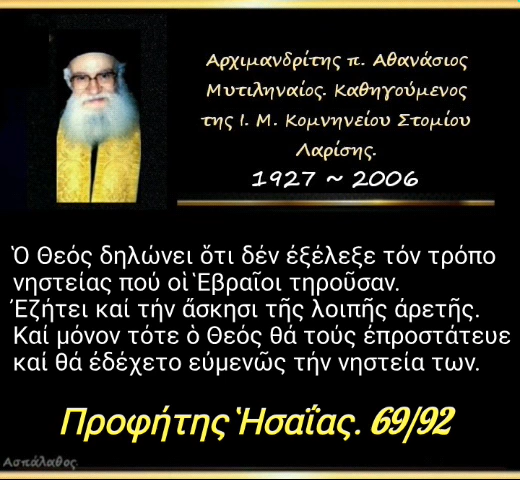 Αρχιμανδρίτης π. Αθανάσιος
Μυτιληναίος. Καθηγούμενος
της Ι. Μ. Κομνηνείου Στομίου
Λαρίσης.
1927 ~ 2006
Ὁ Θεός δηλώνει ὅτι δέν ἐξέλεξε τόν τρόπο
νηστείας πού οἱ Ἑβραῖοι τηροῦσαν.
Ἐζήτει καί τήν ἄσκησι τῆς λοιπῆς ἀρετῆς.
Καί μόνον τότε ὁ Θεός θά τούς ἐπροστάτευε
καί θά ἐδέχετο εὐμενῶς τήν νηστεία των.
Προφήτης Ἡσαΐας. 69/92
Ασπάλαθος